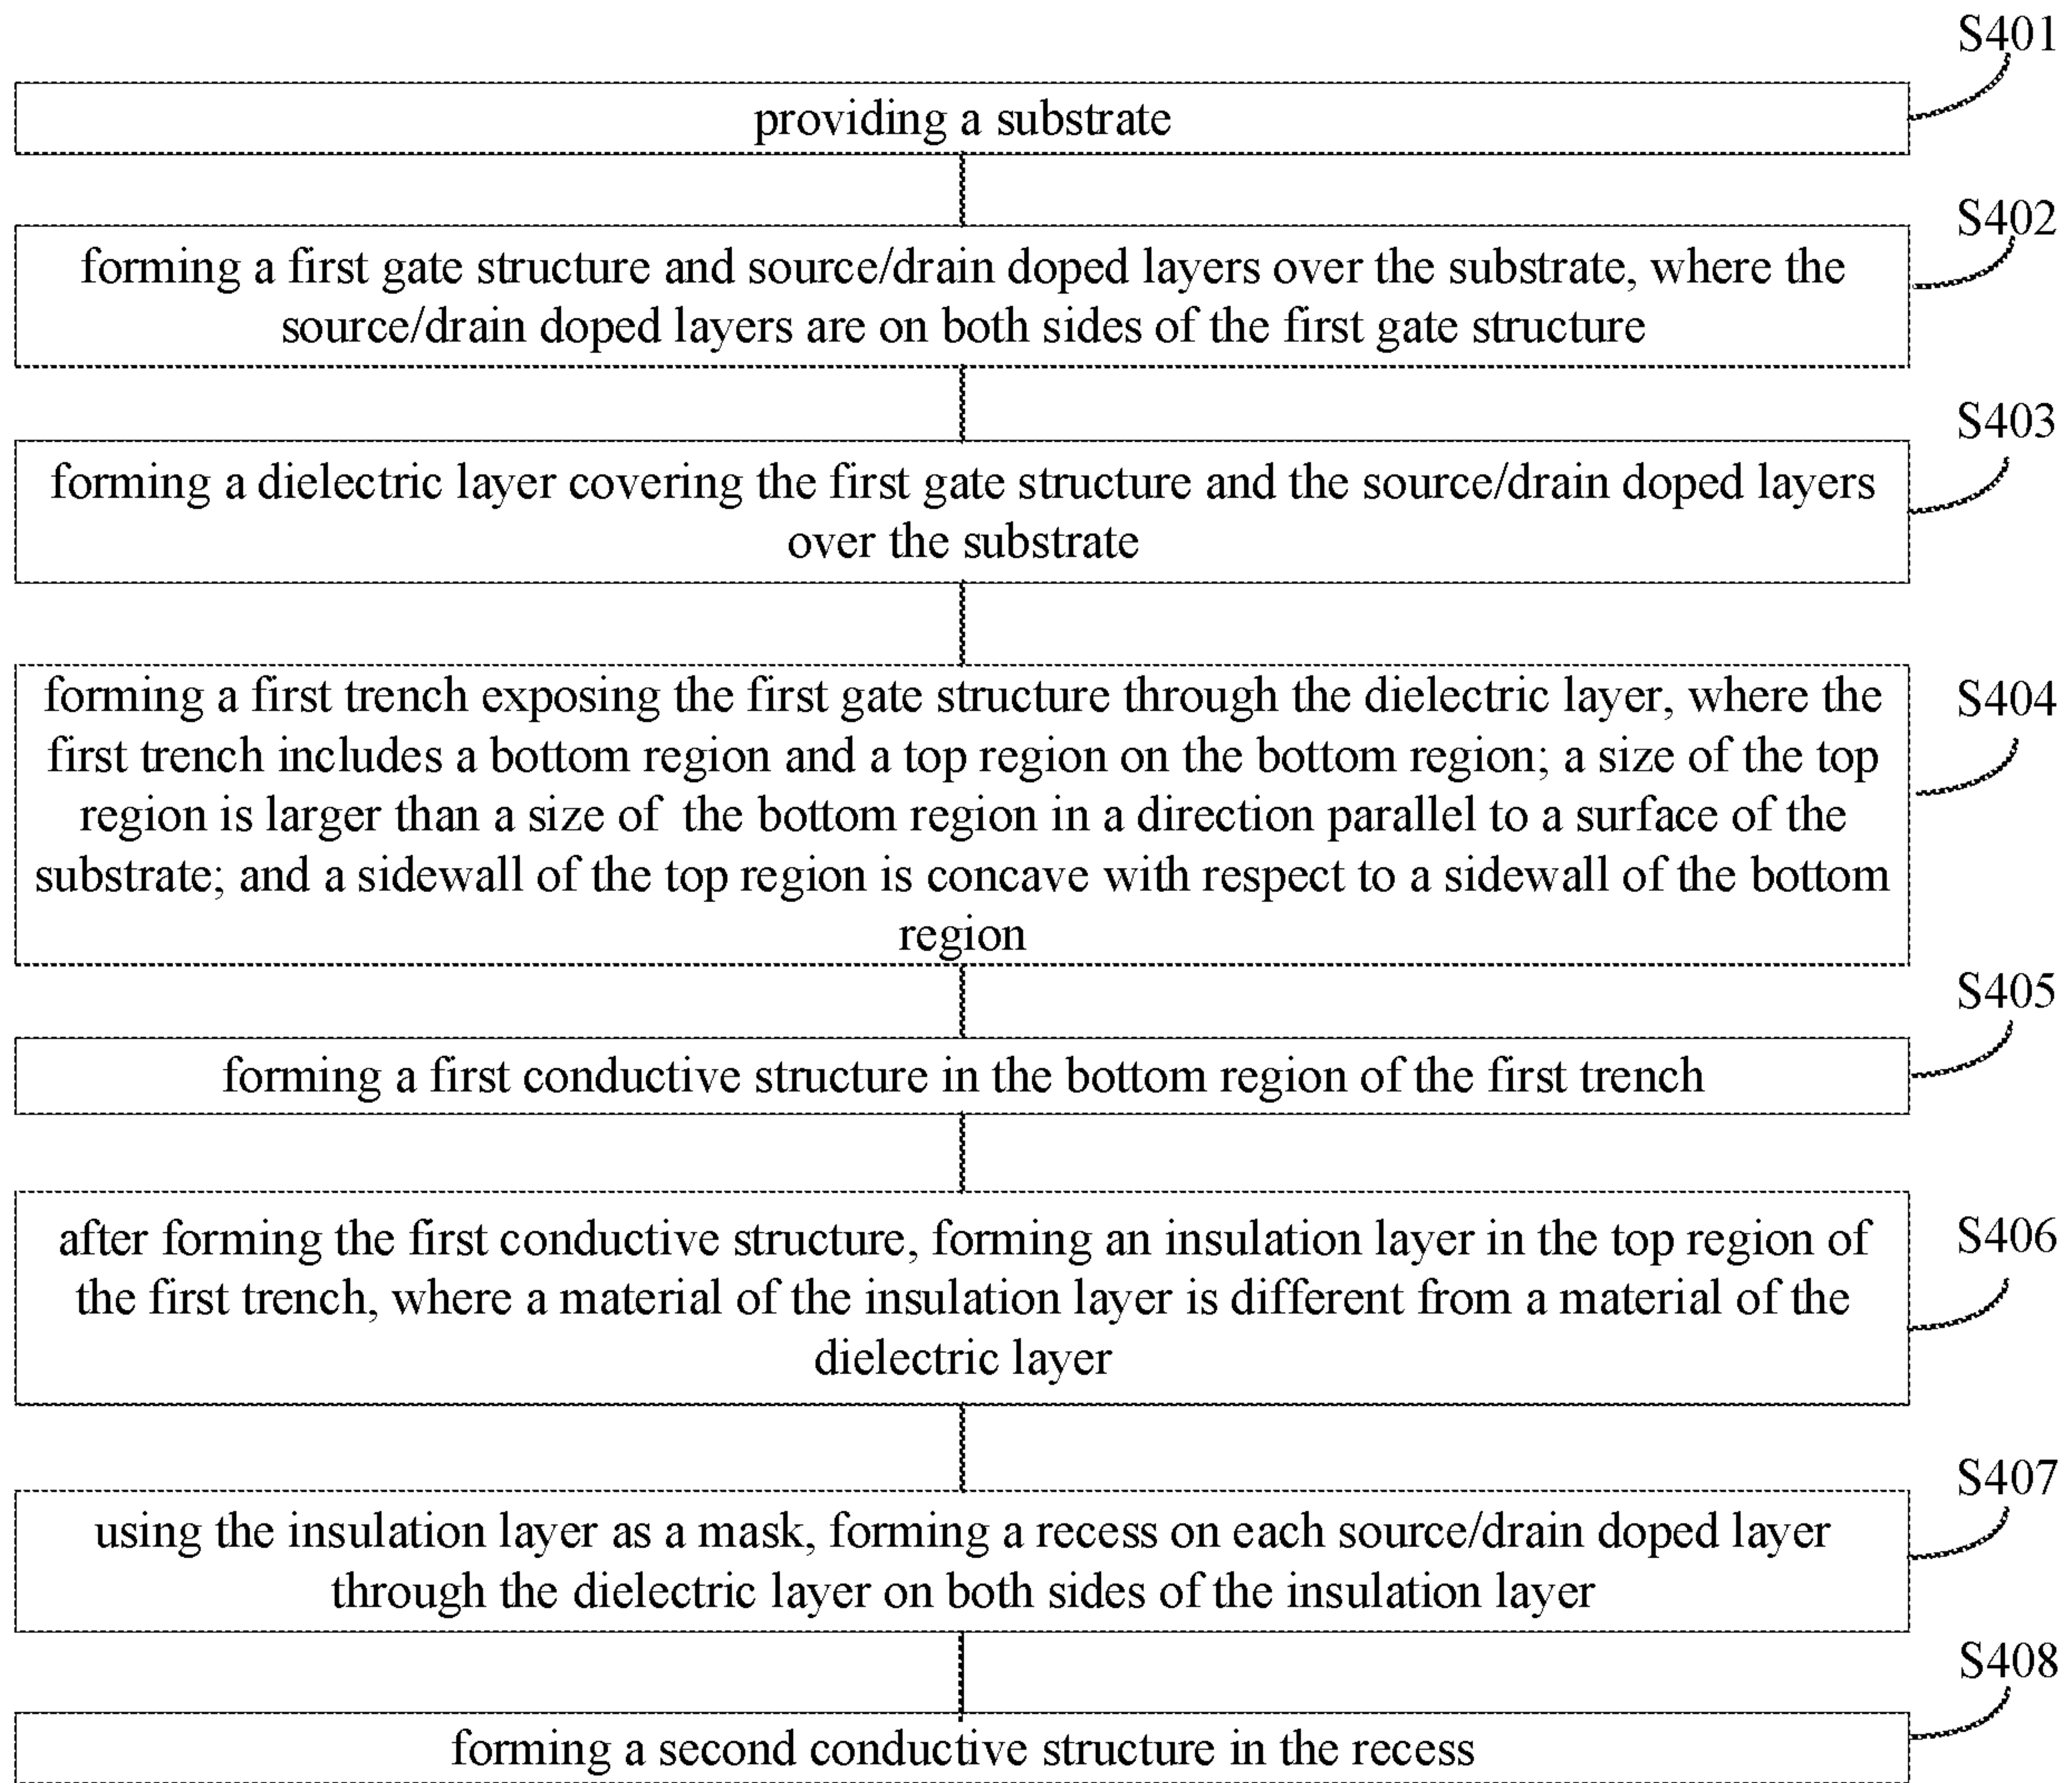 S401
providing a substrate
S402
forming a first gate structure and source/drain doped layers over the substrate, where the
source/drain doped layers are on both sides of the first gate structure
S403
forming a dielectric layer covering the first gate structure and the source/drain doped layers
over the substrate
S404
forming a first trench exposing the first gate structure through the dielectric layer, where the
first trench includes a bottom region and a top region on the bottom region; a size of the top
region is larger than a size of the bottom region in a direction parallel to a surface of the
substrate; and a sidewall of the top region is concave with respect to a sidewall of the bottom
region
S405
forming a first conductive structure in the bottom region of the first trench
S406
after forming the first conductive structure, forming an insulation layer in the top region of
the first trench, where a material of the insulation layer is different from a material of the
dielectric layer
S407
using the insulation layer as a mask, forming a recess on each source/drain doped layer
through the dielectric layer on both sides of the insulation layer
S408
forming a second conductive structure in the recess